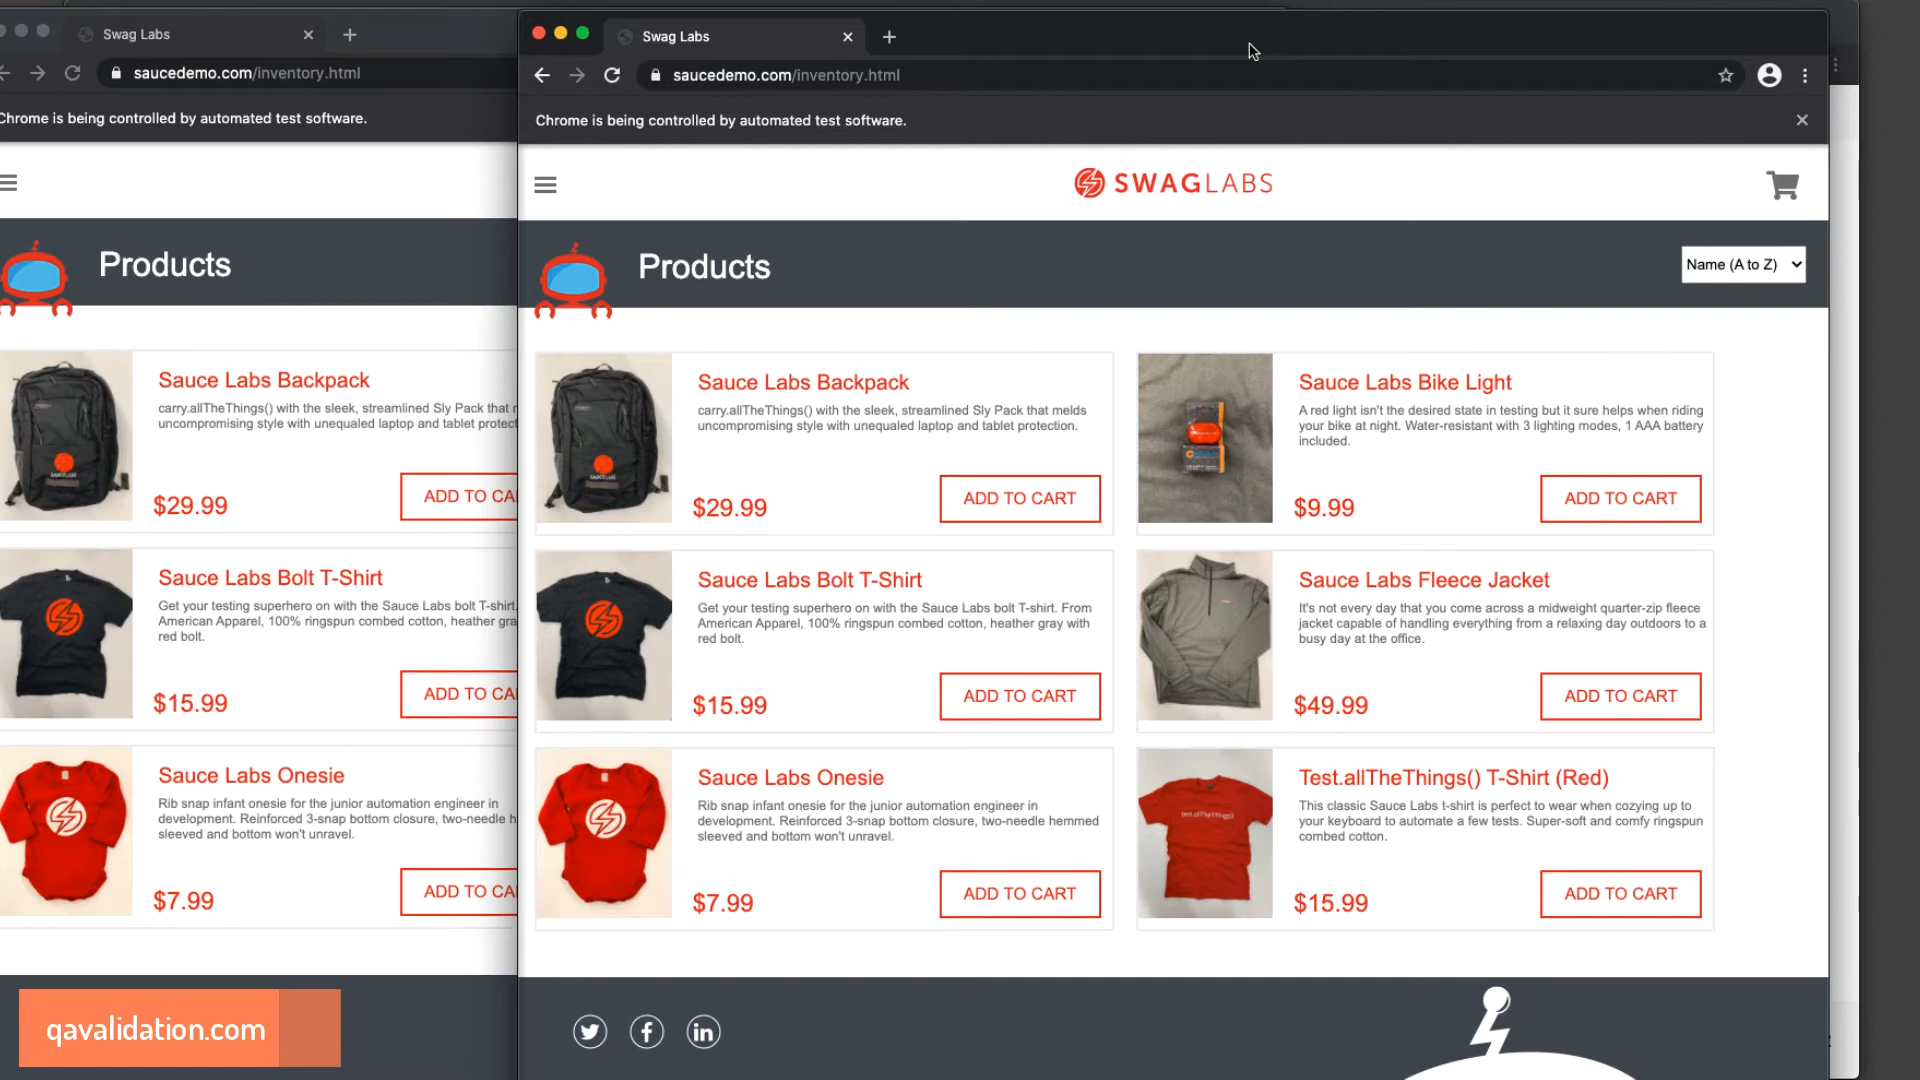 Swag Labs
saucedemo.com/inventory.html
Chrome is being controlled by automated test software.
Products
Sauce Labs Backpack
carry.allTheThings() with the sleek, streamlined Sly Pack that
uncompromising style with unequaled laptop and tablet protect
$29.99
ADD TO CA
Sauce Labs Bolt T-Shirt
Get your testing superhero on with the Sauce Labs bolt T-shirt.
American Apparel, 100% ringspun combed cotton, heather gra
red bolt.
$15.99
ADD TO CA
Sauce Labs Onesie
Rib snap infant onesie for the junior automation engineer in
development. Reinforced 3-snap bottom closure, two-needle h
sleeved and bottom won't unravel.
$7.99
ADD TO CA
qavalidation.com
Swag Labs
saucedemo.com/inventory.html
Chrome is being controlled by automated test software.
SWAGLABS
Products
Name (A to Z)
Sauce Labs Backpack
carry.allTheThings() with the sleek, streamlined Sly Pack that melds
uncompromising style with unequaled laptop and tablet protection.
$29.99
ADD TO CART
Sauce Labs Bike Light
A red light isn't the desired state in testing but it sure helps when riding
your bike at night. Water-resistant with 3 lighting modes, 1 AAA battery
included.
$9.99
ADD TO CART
Sauce Labs Bolt T-Shirt
Get your testing superhero on with the Sauce Labs bolt T-shirt. From
American Apparel, 100% ringspun combed cotton, heather gray with
red bolt.
$15.99
ADD TO CART
Sauce Labs Fleece Jacket
It's not every day that you come across a midweight quarter-zip fleece
jacket capable of handling everything from a relaxing day outdoors to a
busy day at the office.
$49.99
ADD TO CART
Sauce Labs Onesie
Rib snap infant onesie for the junior automation engineer in
development. Reinforced 3-snap bottom closure, two-needle hemmed
sleeved and bottom won't unravel.
$7.99
ADD TO CART
Test.allTheThings() T-Shirt (Red)
This classic Sauce Labs t-shirt is perfect to wear when cozying up to
your keyboard to automate a few tests. Super-soft and comfy ringspun
combed cotton.
$15.99
ADD TO CART
test.allTheThings()